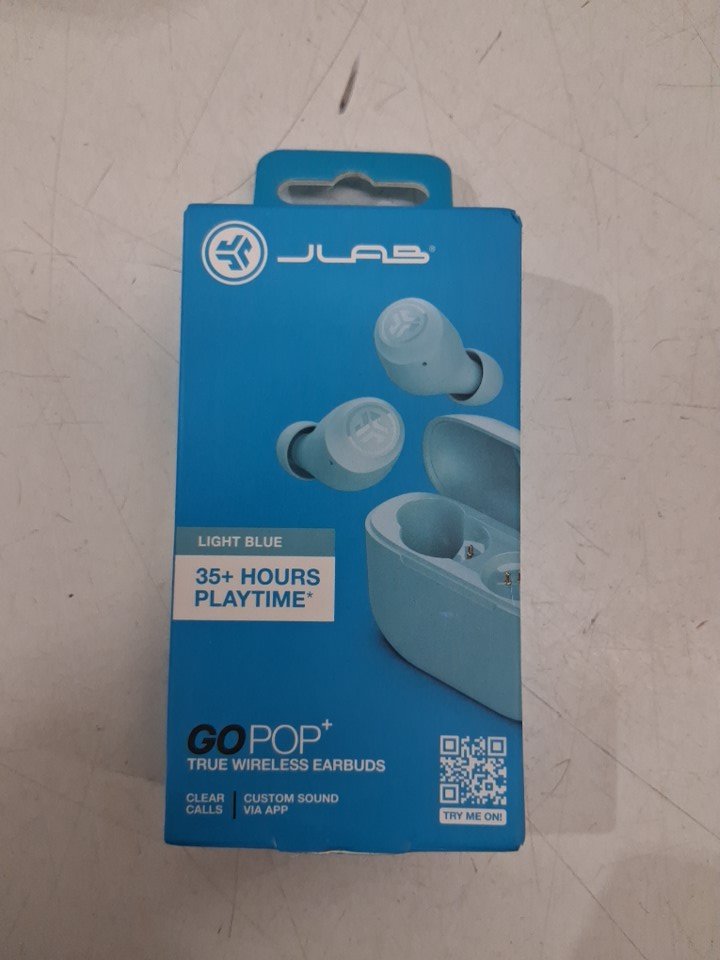 JLAB®
LIGHT BLUE
35+ HOURS
PLAYTIME*
GO POP+
TRUE WIRELESS EARBUDS
CLEAR
CALLS
CUSTOM SOUND
VIA APP
TRY ME ON!